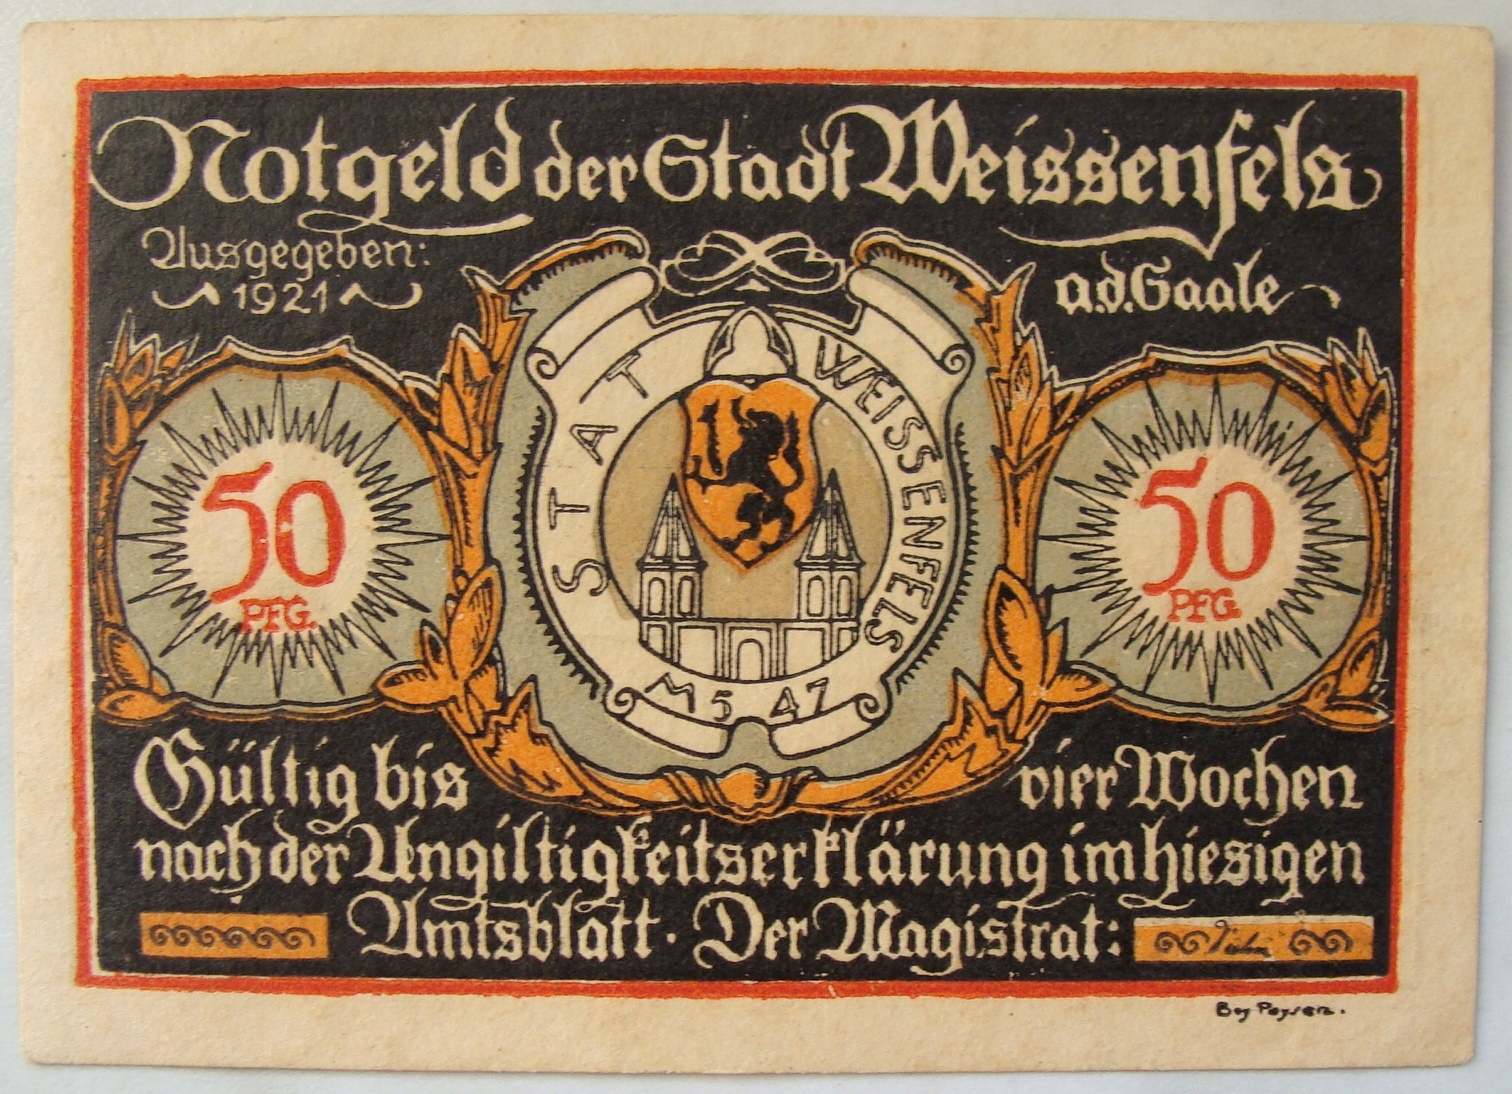 Notgeld der Stadt Weissenfels
Ausgegeben:
1921
a.d. Saale
50
PFG.
STAT WEISSENFELS
M5 47
50
PFG.
Gültig bis vier Wochen
nach der Ungiltigkeitserklärung im hiesigen
Amtsblatt. Der Magistrat: